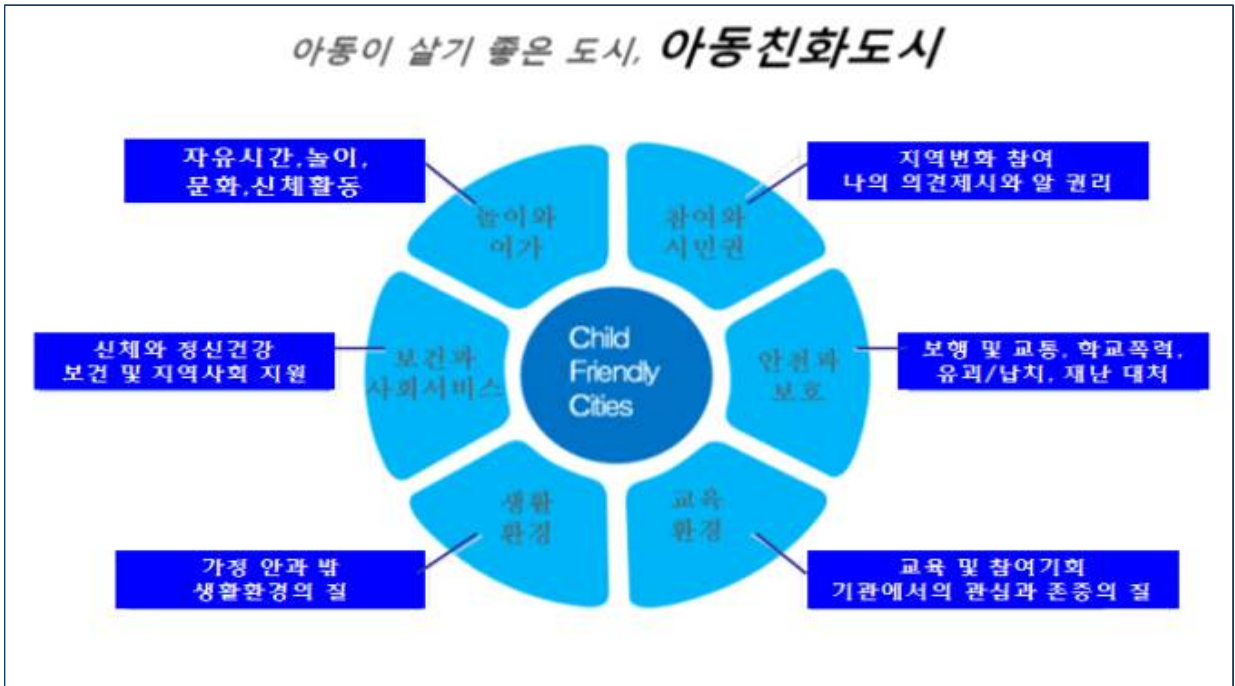 아동이 살기 좋은 도시, 아동친화도시
자유시간,놀이,
문화,신체활동
지역변화 참여
나의 의견제시와 알 권리
놀이와
여가
참여와
시민권
신체와 정신건강
보건 및 지역사회 지원
보건과
사회서비스
Child
Friendly
Cities
안전과
보호
보행 및 교통, 학교폭력,
유괴/납치, 재난 대처
생활
환경
교육
환경
가정 안과 밖
생활환경의 질
교육 및 참여기회
기관에서의 관심과 존중의 질